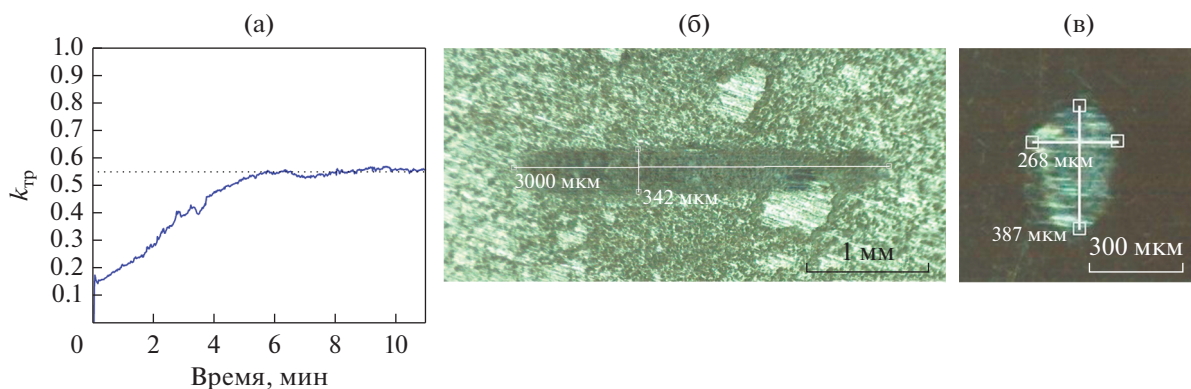 (а)
(б)
(в)
1.0
0.9
0.8
0.7
0.6
0.5
0.4
0.3
0.2
0.1
kтр
0 2 4 6 8 10
Время, мин
3000 мкм
342 мкм
1 мм
268 мкм
387 мкм
300 мкм